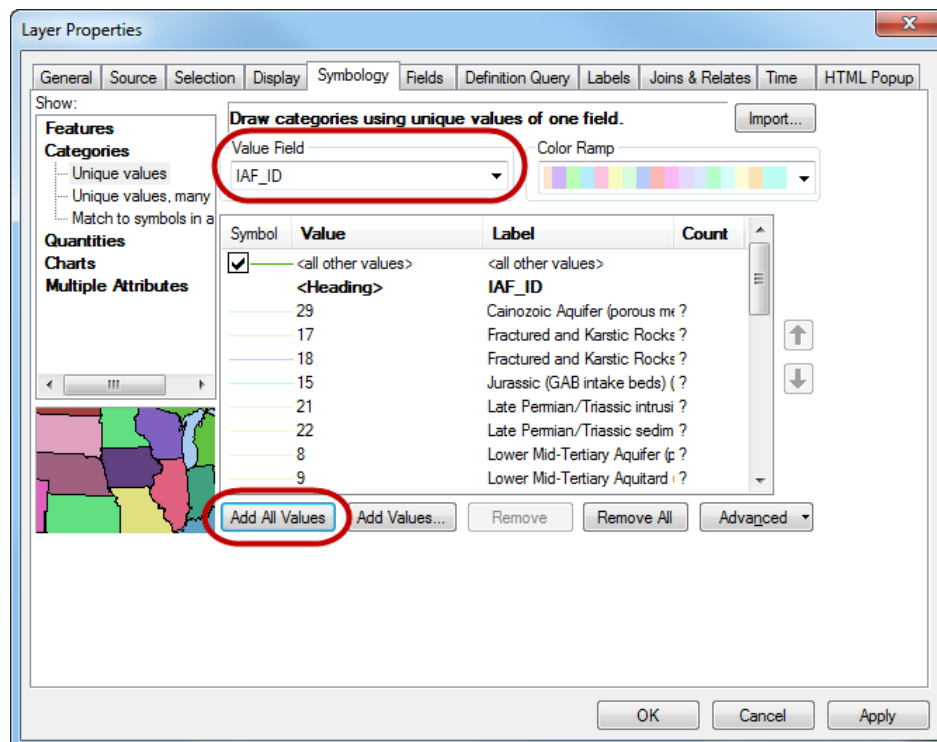 Layer Properties
General Source Selection Display Symbology Fields Definition Query Labels Joins & Relates Time HTML Popup
Show:
Features
Categories
Unique values
Unique values, many
Match to symbols in a
Quantities
Charts
Multiple Attributes
Draw categories using unique values of one field.
Import...
Value Field
IAF_ID
Color Ramp
Symbol Value Label Count
<all other values> <all other values>
<Heading> IAF_ID
29 Cainozoic Aquifer (porous me ?
17 Fractured and Karstic Rocks ?
18 Fractured and Karstic Rocks ?
15 Jurassic (GAB intake beds) ( ?
21 Late Permian/Triassic intrusi ?
22 Late Permian/Triassic sedim ?
8 Lower Mid-Tertiary Aquifer (p ?
9 Lower Mid-Tertiary Aquitard ( ?
Add All Values Add Values... Remove Remove All Advanced
OK Cancel Apply